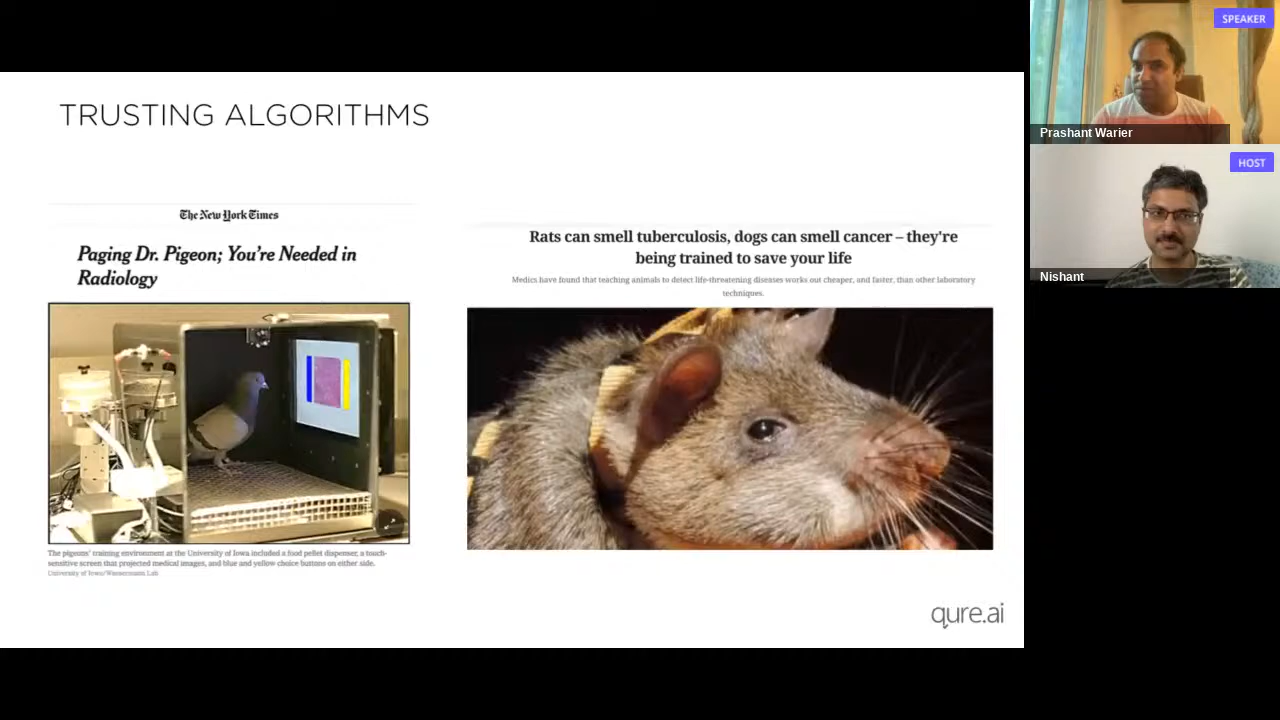 TRUSTING ALGORITHMS
The New York Times
Paging Dr. Pigeon; You're Needed in
Radiology
The pigeons' training environment at the University of Iowa included a food pellet dispenser, a touch-
sensitive screen that projected medical images, and blue and yellow choice buttons on either side.
University of Iowa/Wassermann Lab
Rats can smell tuberculosis, dogs can smell cancer – they're
being trained to save your life
Medics have found that teaching animals to detect life-threatening diseases works out cheaper, and faster, than other laboratory
techniques.
qure.ai
SPEAKER
Prashant Warier
HOST
Nishant